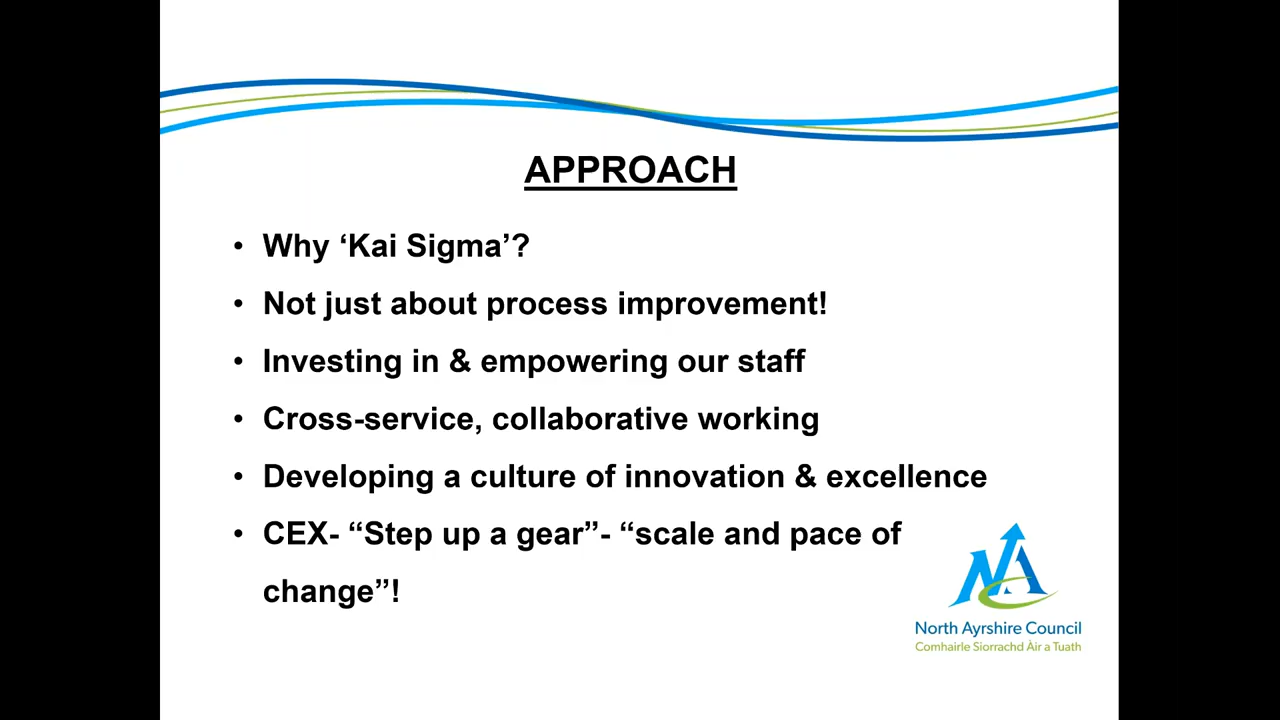 APPROACH
• Why ‘Kai Sigma’?
• Not just about process improvement!
• Investing in & empowering our staff
• Cross-service, collaborative working
• Developing a culture of innovation & excellence
• CEX- “Step up a gear”- “scale and pace of
change”!
NA
North Ayrshire Council
Comhairle Siorrachd Àir a Tuath